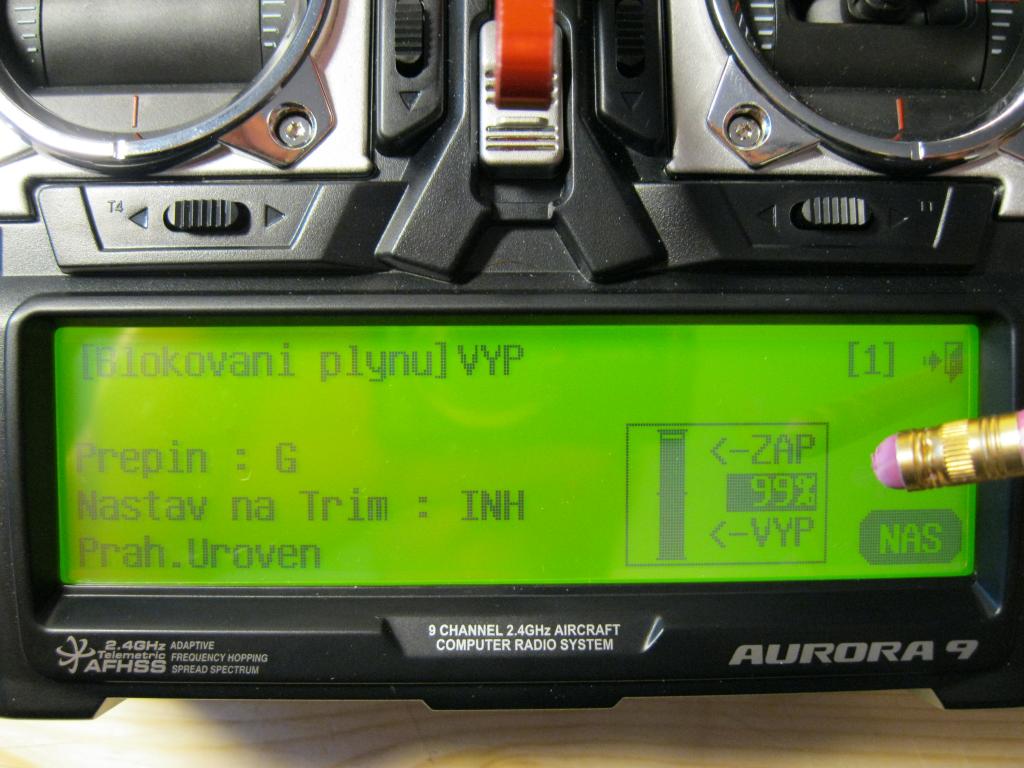 T4
T1
[Blokovani plynu] VYP [1]
Prepin : G
<-ZAP
Nastav na Trim : INH
99%
<-VYP
NAS
Prah.Uroven
2.4GHz
Telemetric
AFHSS
ADAPTIVE
FREQUENCY HOPPING
SPREAD SPECTRUM
9 CHANNEL 2.4GHz AIRCRAFT
COMPUTER RADIO SYSTEM
AURORA 9